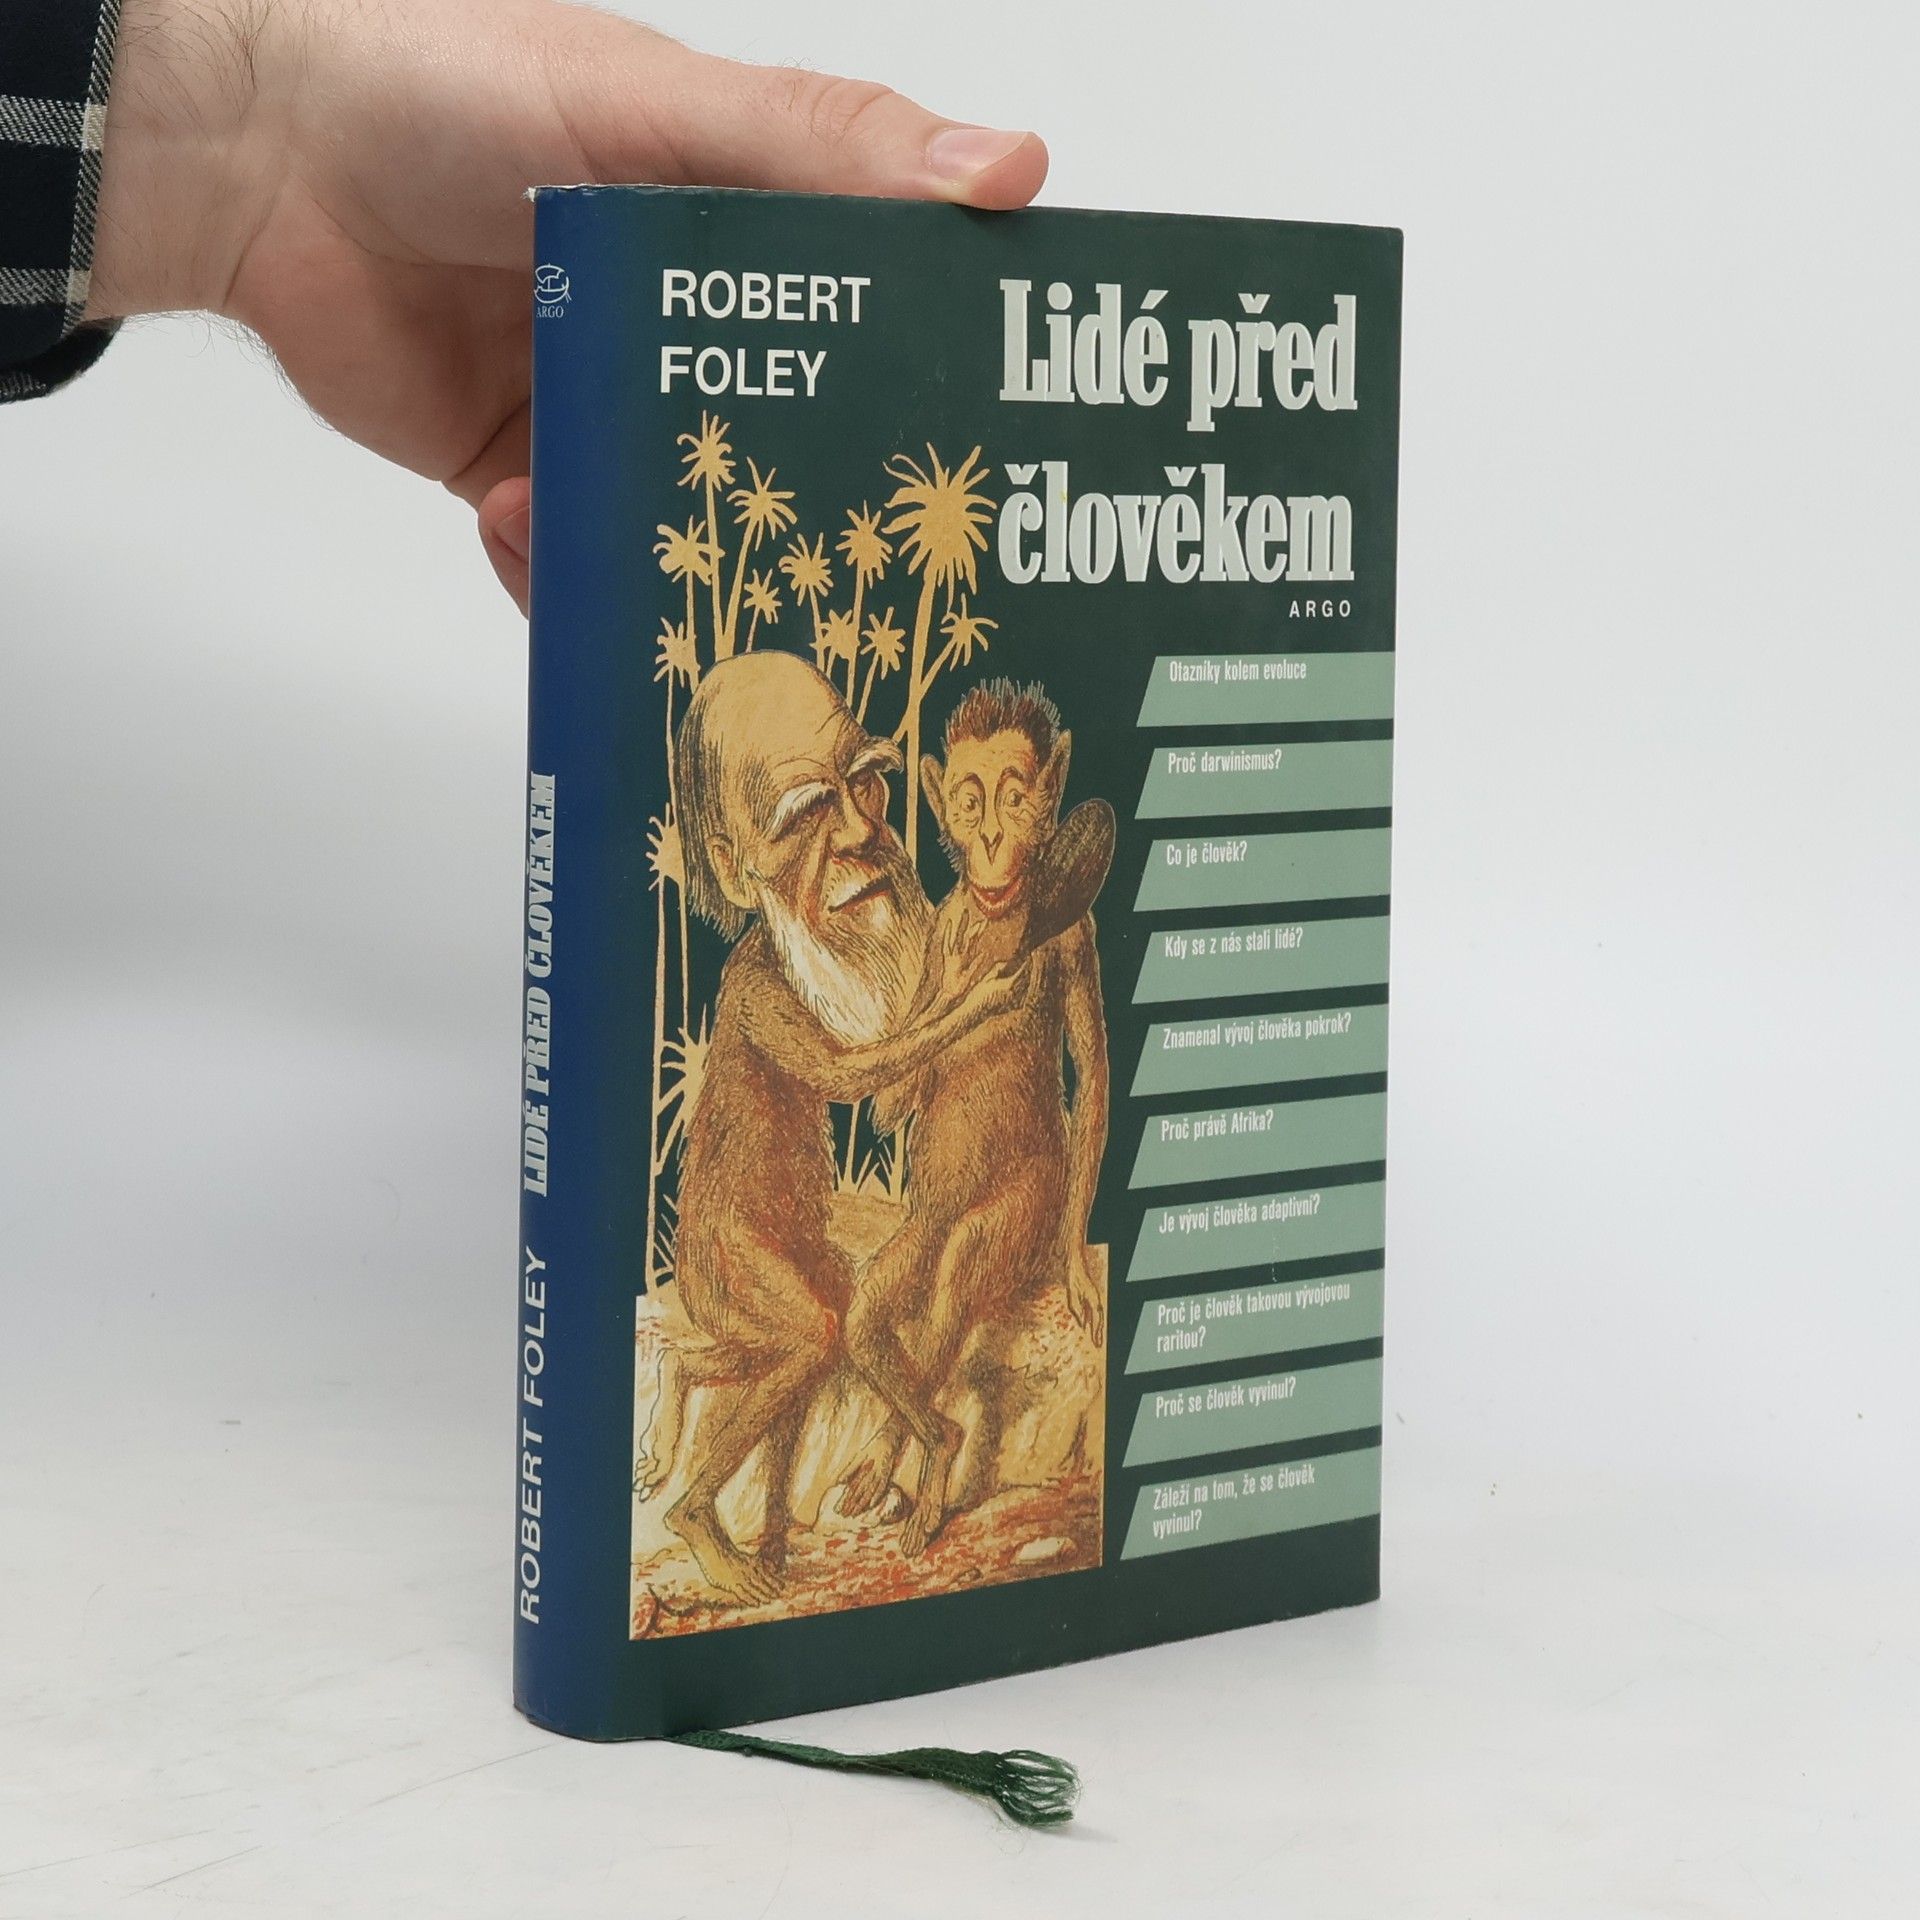 ROBERT
FOLEY
Lidé před
člověkem
ARGO
Otazníky kolem evoluce
Proč darwinismus?
Co je člověk?
Kdy se z nás stali lidé?
Znamenal vývoj člověka pokrok?
Proč právě Afrika?
Je vývoj člověka adaptivní?
Proč je člověk takovou vývojovou
raritou?
Proč se člověk vyvinul?
Záleží na tom, že se člověk
vyvinul?
ARGO
ROBERT FOLEY LIDÉ PŘED ČLOVĚKEM